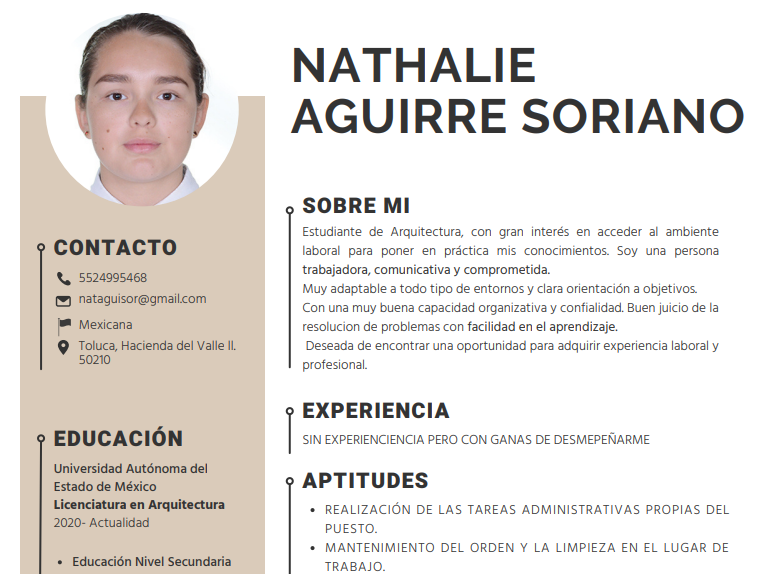 NATHALIE
AGUIRRE SORIANO
CONTACTO
5524995468
nataguisor@gmail.com
Mexicana
Toluca, Hacienda del Valle ll.
50210
EDUCACIÓN
Universidad Autónoma del
Estado de México
Licenciatura en Arquitectura
2020- Actualidad
• Educación Nivel Secundaria
SOBRE MI
Estudiante de Arquitectura, con gran interés en acceder al ambiente
laboral para poner en práctica mis conocimientos. Soy una persona
trabajadora, comunicativa y comprometida.
Muy adaptable a todo tipo de entornos y clara orientación a objetivos.
Con una muy buena capacidad organizativa y confialidad. Buen juicio de la
resolucion de problemas con facilidad en el aprendizaje.
Deseada de encontrar una oportunidad para adquirir experiencia laboral y
profesional.
EXPERIENCIA
SIN EXPERIENCIENCIA PERO CON GANAS DE DESMEPEÑARME
APTITUDES
• REALIZACIÓN DE LAS TAREAS ADMINISTRATIVAS PROPIAS DEL
PUESTO.
• MANTENIMIENTO DEL ORDEN Y LA LIMPIEZA EN EL LUGAR DE
TRABAJO.